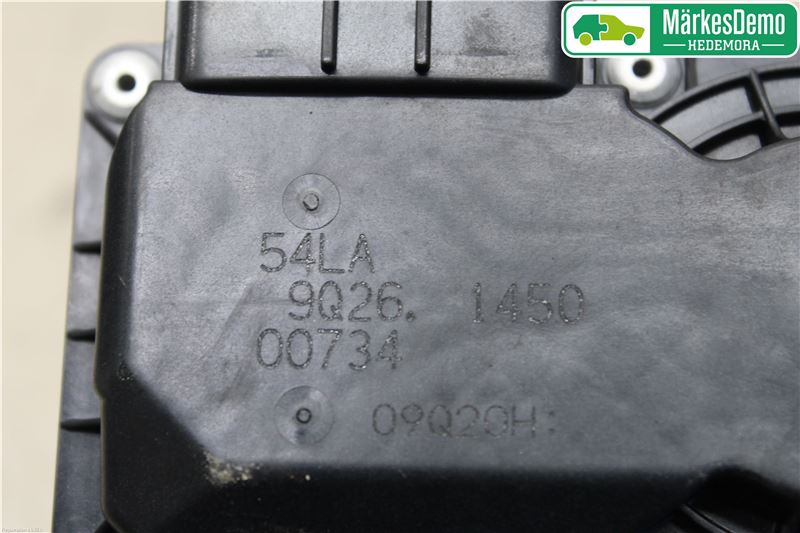 MärkesDemo
HEDEMORA
54LA
9Q26. 1450
00734
09Q20H: